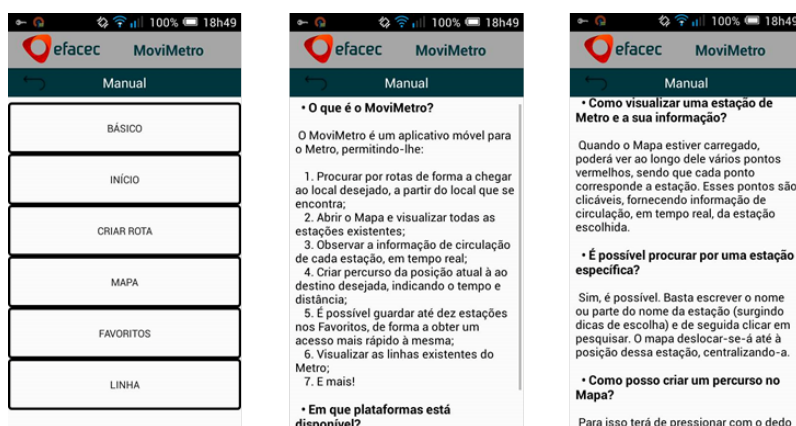 100% 18h49
efacec MoviMetro
Manual
BÁSICO
INÍCIO
CRIAR ROTA
MAPA
FAVORITOS
LINHA
100% 18h49
efacec MoviMetro
Manual
• O que é o MoviMetro?
O MoviMetro é um aplicativo móvel para
o Metro, permitindo-lhe:
1. Procurar por rotas de forma a chegar
ao local desejado, a partir do local que se
encontra;
2. Abrir o Mapa e visualizar todas as
estações existentes;
3. Observar a informação de circulação
de cada estação, em tempo real;
4. Criar percurso da posição atual à ao
destino desejada, indicando o tempo e
distância;
5. É possível guardar até dez estações
nos Favoritos, de forma a obter um
acesso mais rápido à mesma;
6. Visualizar as linhas existentes do
Metro;
7. E mais!
• Em que plataformas está
disponível?
100% 18h49
efacec MoviMetro
Manual
• Como visualizar uma estação de
Metro e a sua informação?
Quando o Mapa estiver carregado,
poderá ver ao longo dele vários pontos
vermelhos, sendo que cada ponto
corresponde a estação. Esses pontos são
clicáveis, fornecendo informação de
circulação, em tempo real, da estação
escolhida.
• É possível procurar por uma estação
específica?
Sim, é possível. Basta escrever o nome
ou parte do nome da estação (surgindo
dicas de escolha) e de seguida clicar em
pesquisar. O mapa deslocar-se-á até à
posição dessa estação, centralizando-a.
• Como posso criar um percurso no
Mapa?
Para isso terá de pressionar com o dedo